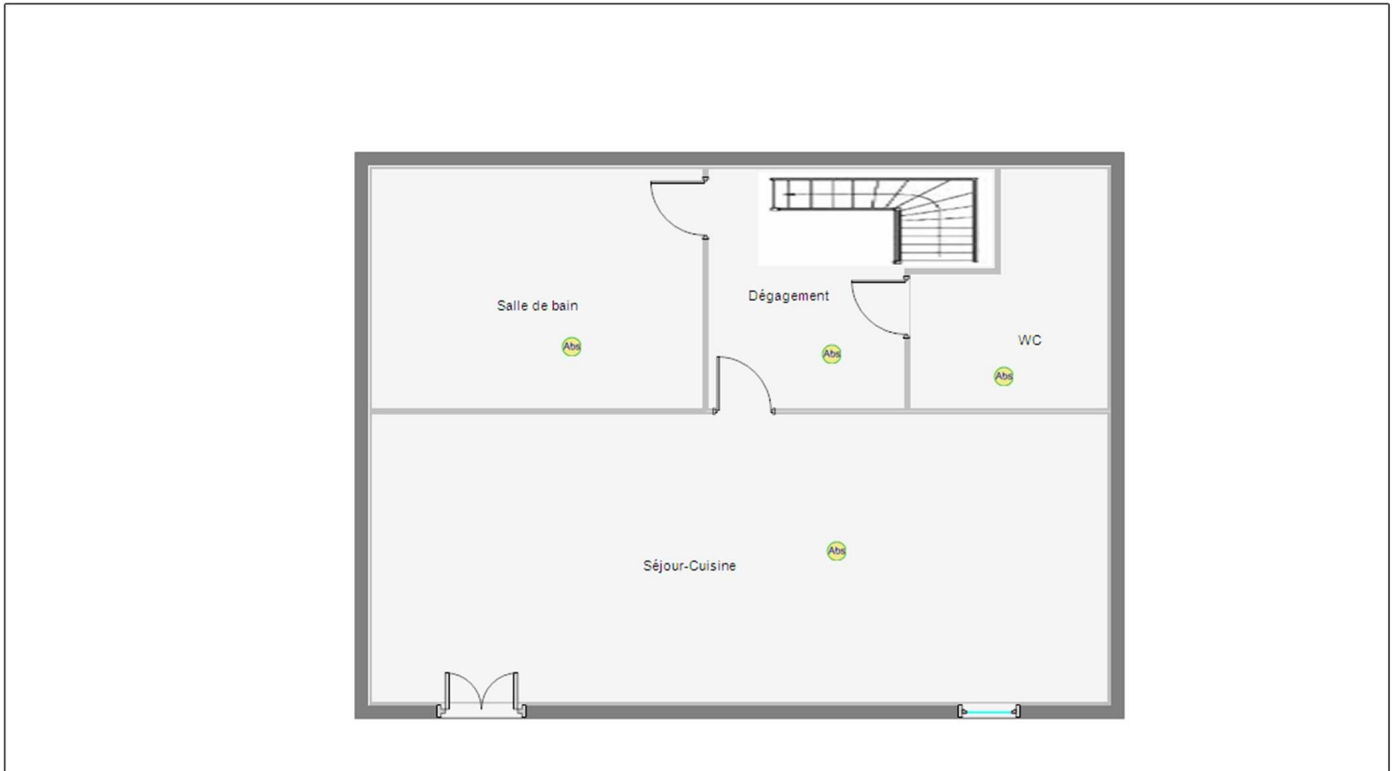 Dégagement
Salle de bain
WC
Abs
Abs
Abs
Abs
Séjour-Cuisine